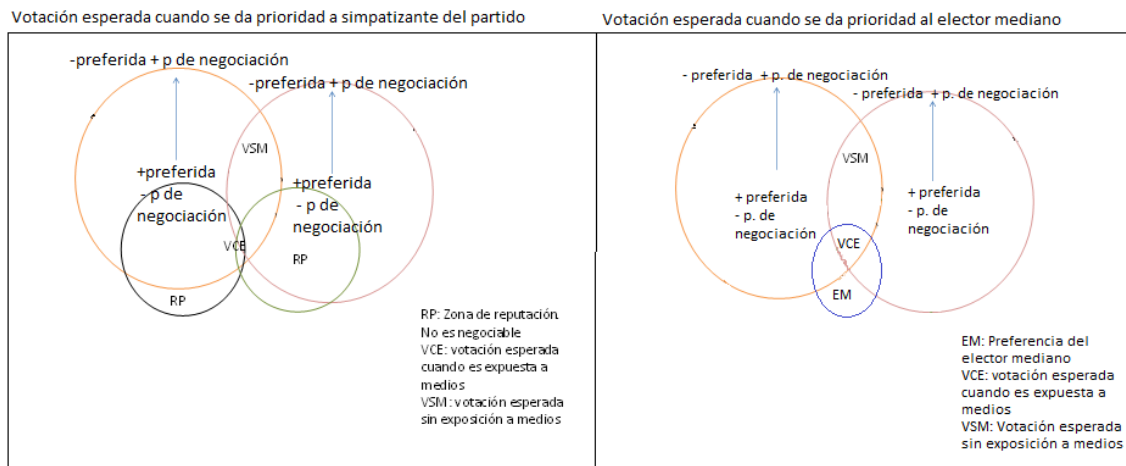 Votación esperada cuando se da prioridad a simpatizante del partido
-preferida + p de negociación
-preferida + p de negociación
VSM
+preferida
- p de
negociación
+preferida
- p de
negociación
VCE
RP
RP
RP: Zona de reputación.
No es negociable
VCE: votación esperada
cuando es expuesta a
medios
VSM: votación esperada
sin exposición a medios
Votación esperada cuando se da prioridad al elector mediano
- preferida + p. de negociación
- preferida + p. de negociación
VSM
+ preferida
- p. de
negociación
+ preferida
- p. de
negociación
VCE
EM
EM: Preferencia del
elector mediano
VCE: votación esperada
cuando es expuesta a
medios
VSM: Votación esperada
sin exposición a medios